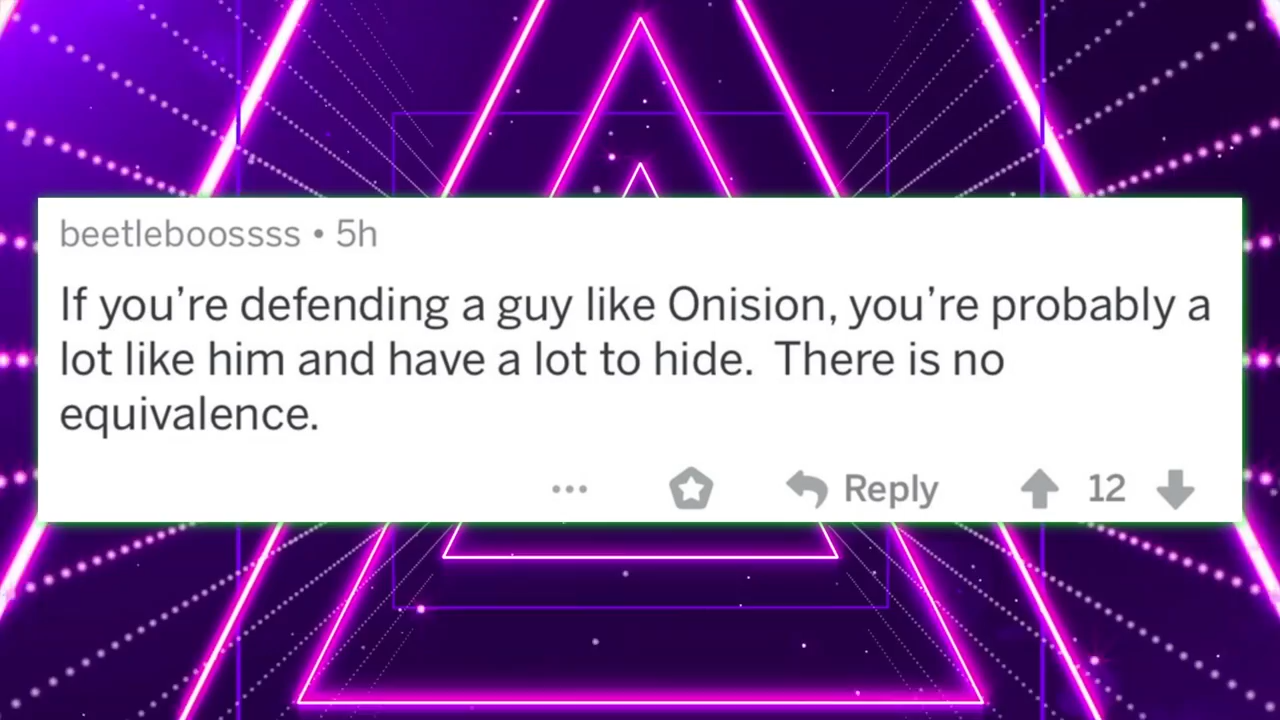 beetleboossss • 5h
If you’re defending a guy like Onision, you’re probably a
lot like him and have a lot to hide.  There is no
equivalence.
... Reply 12